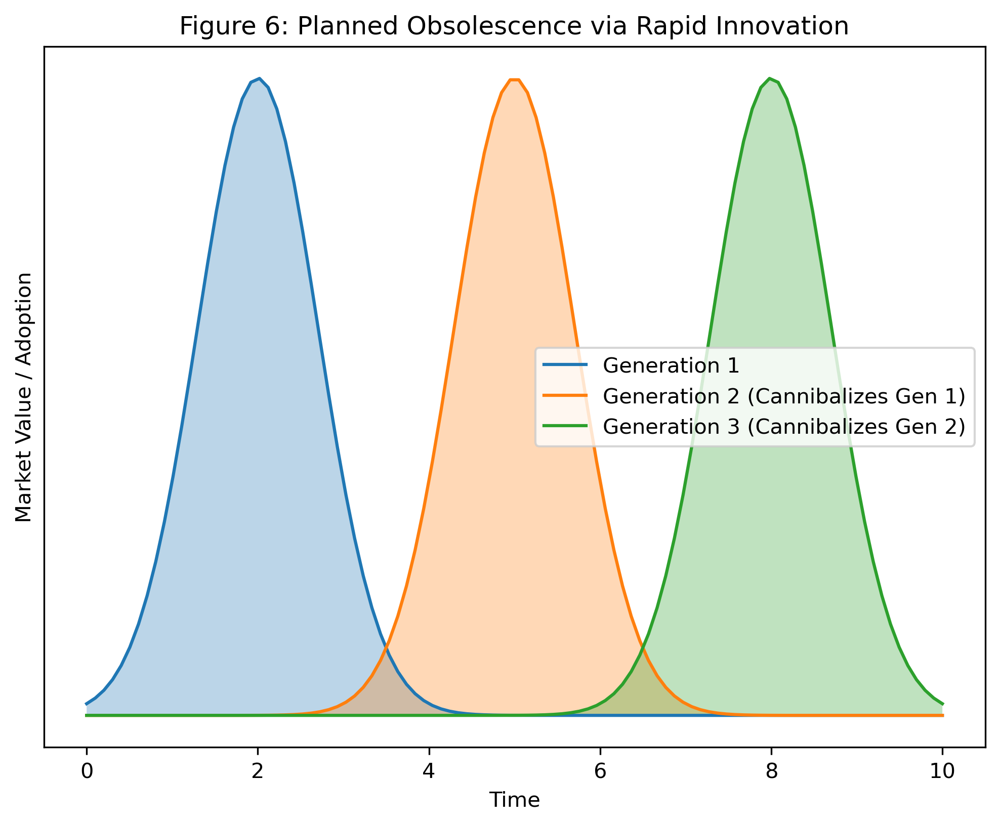 Figure 6: Planned Obsolescence via Rapid Innovation
Market Value / Adoption
Generation 1
Generation 2 (Cannibalizes Gen 1)
Generation 3 (Cannibalizes Gen 2)
0 2 4 6 8 10
Time